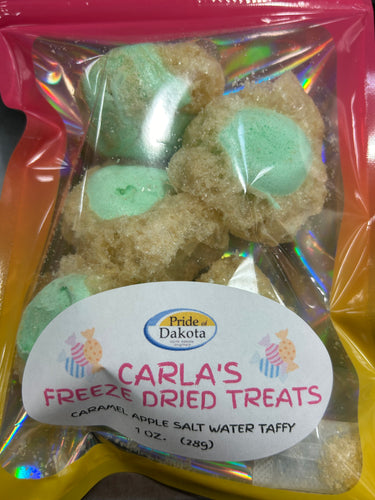 Pride of
Dakota
CARLA'S
FREEZE DRIED TREATS
CARAMEL APPLE SALT WATER TAFFY
1 OZ. (28g)